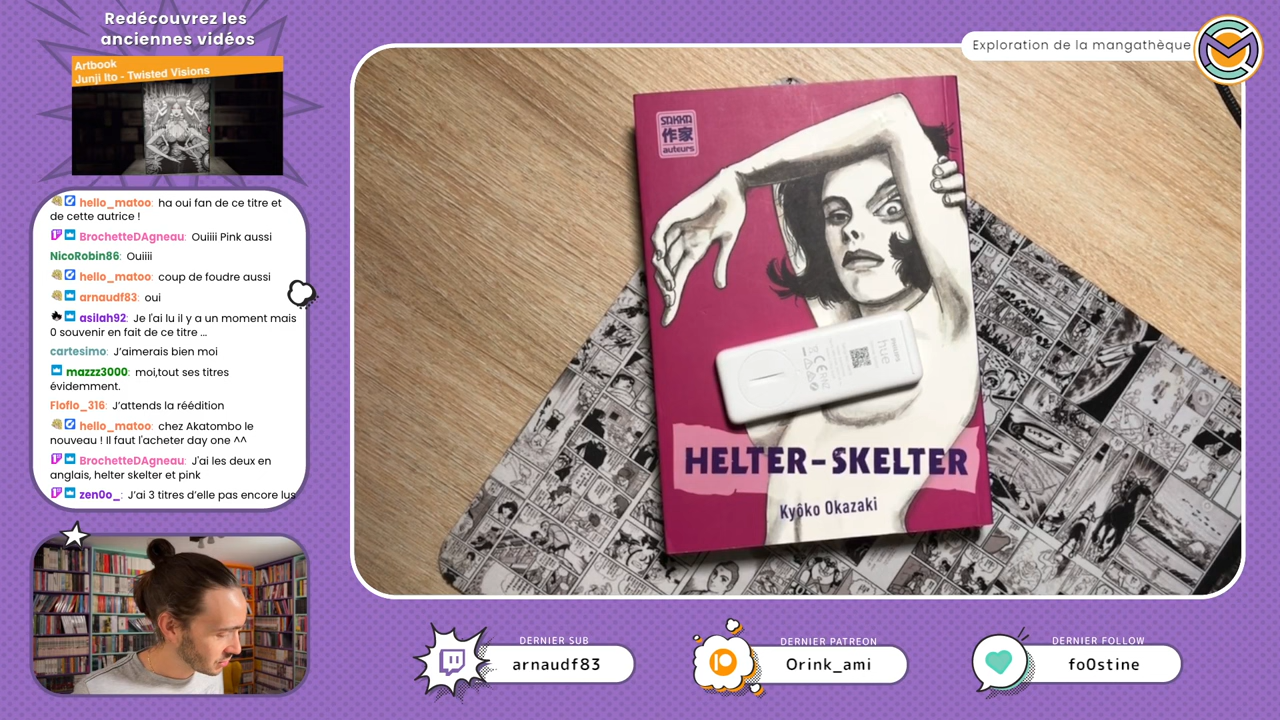 Redécouvrez les
anciennes vidéos
Artbook
Junji Ito - Twisted Visions
hello_matoo: ha oui fan de ce titre et
de cette autrice !
BrochetteDAgneau: Ouiiii Pink aussi
NicoRobin86: Ouiiii
hello_matoo: coup de foudre aussi
arnaudf83: oui
asilah92: Je l'ai lu il y a un moment mais
0 souvenir en fait de ce titre ...
cartesimo: J'aimerais bien moi
mazzz3000: moi,tout ses titres
évidemment.
Floflo_316: J'attends la réédition
hello_matoo: chez Akatombo le
nouveau ! Il faut l'acheter day one ^^
BrochetteDAgneau: J'ai les deux en
anglais, helter skelter et pink
zen0o_: J'ai 3 titres d'elle pas encore lus
Exploration de la mangathèque
SAKKA
作家
auteurs
hue
HELTER-SKELTER
Kyôko Okazaki
DERNIER SUB
arnaudf83
DERNIER PATREON
Orink_ami
DERNIER FOLLOW
fo0stine